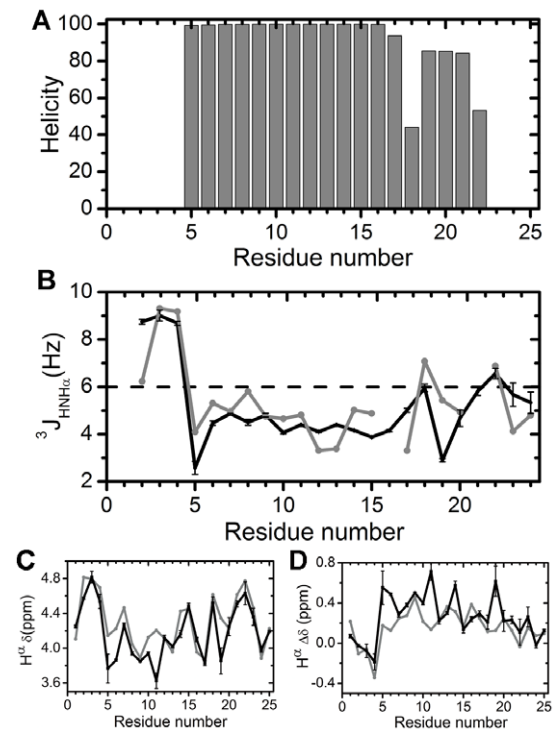 A
100
80
60
40
20
0
Helicity
5 10 15 20 25
Residue number
B
10
8
6
4
2
³J_HNHα (Hz)
0 5 10 15 20
Residue number
C
4.8
4.4
4.0
3.6
H^α δ(ppm)
0 5 10 15 20 25
Residue number
D
0.8
0.4
0.0
-0.4
H^α Δδ (ppm)
0 5 10 15 20 25
Residue number